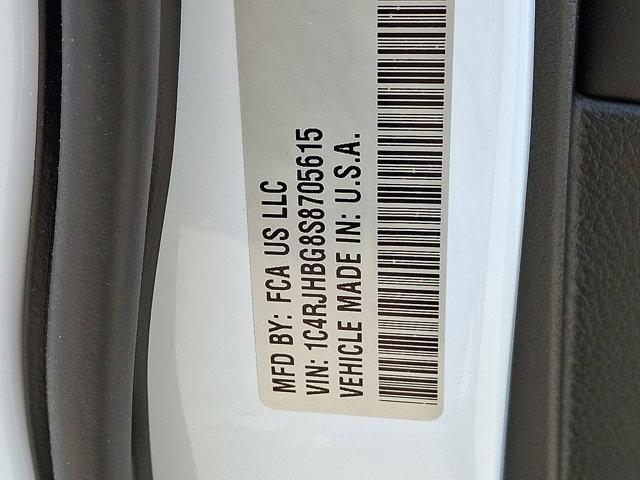 MFD BY: FCA US LLC
VIN: 1C4RJHBG8S8705615
VEHICLE MADE IN: U.S.A.